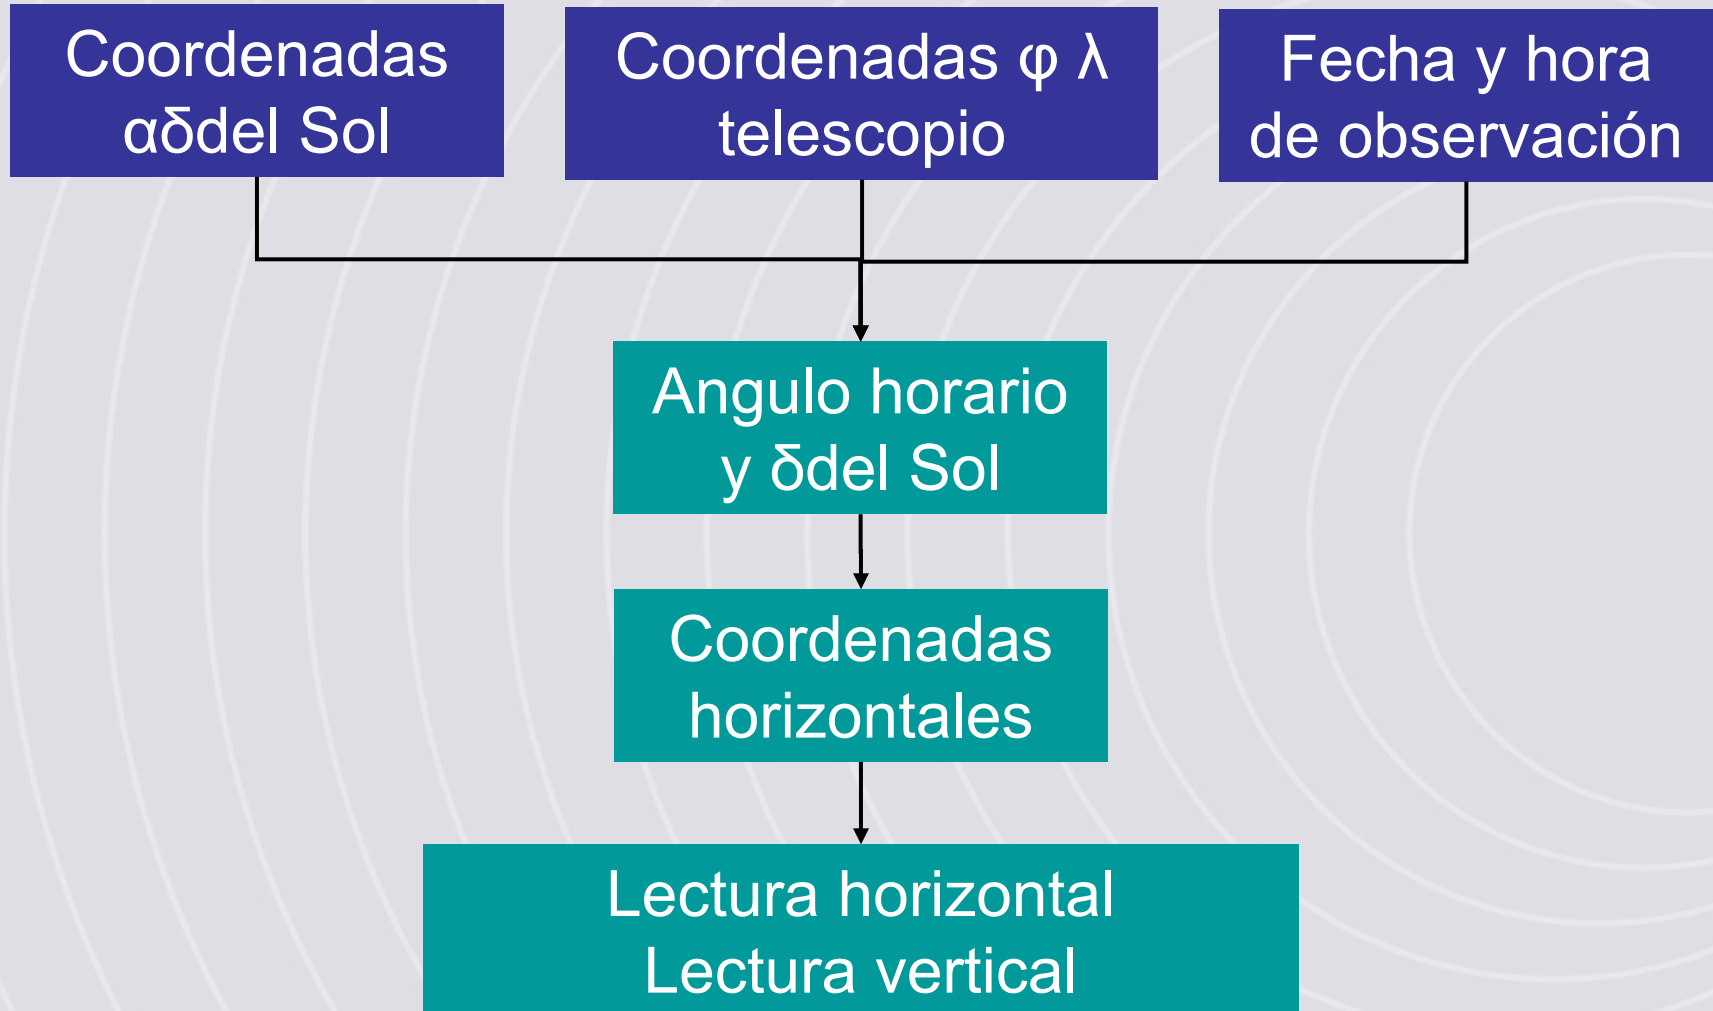 Coordenadas
αδdel Sol
Coordenadas φ λ
telescopio
Fecha y hora
de observación
Angulo horario
y δdel Sol
Coordenadas
horizontales
Lectura horizontal
Lectura vertical